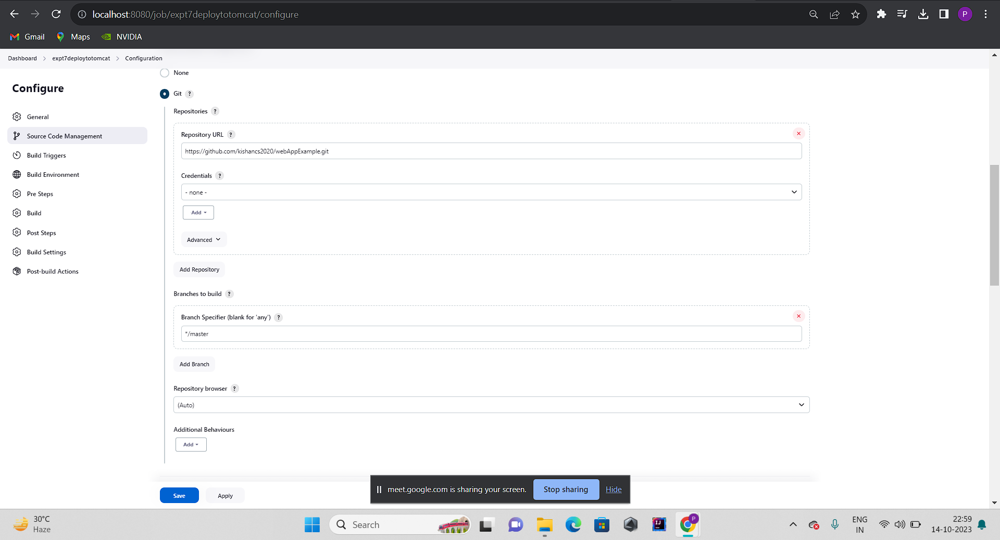 localhost:8080/job/expt7deploytotomcat/configure
P
Gmail
Maps
NVIDIA
Dashboard
expt7deploytotomcat
Configuration
None
Configure
Git ?
Repositories ?
General
Repository URL ?
Source Code Management
https://github.com/kishancs2020/webAppExample.git
Build Triggers
Build Environment
Credentials ?
Pre Steps
- none -
Build
Add
Post Steps
Advanced
Build Settings
Add Repository
Post-build Actions
Branches to build ?
Branch Specifier (blank for 'any') ?
*/master
Add Branch
Repository browser ?
(Auto)
Additional Behaviours
Add
Save
Apply
meet.google.com is sharing your screen.
Stop sharing
Hide
30°C
Haze
Search
IJ
P
ENG
IN
22:59
14-10-2023